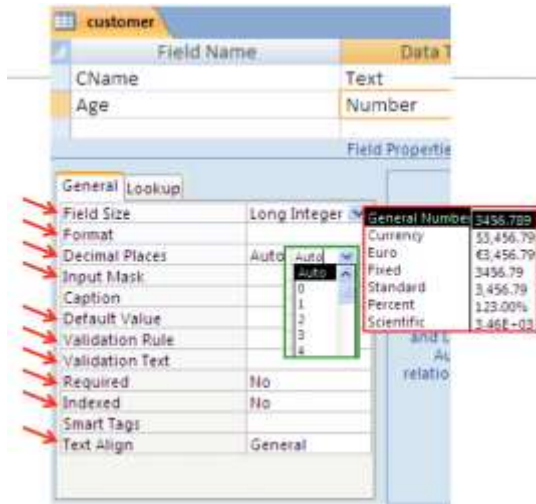 customer
Field Name Data T
CName Text
Age Number
Field Propertie
General Lookup
Field Size Long Integer
Format
Decimal Places Auto
Input Mask
Caption
Default Value
Validation Rule
Validation Text
Required No
Indexed No
Smart Tags
Text Align General
Auto
Auto
0
1
2
3
4
General Number 3456.789
Currency $3,456.79
Euro €3,456.79
Fixed 3456.79
Standard 3,456.79
Percent 123.00%
Scientific 3.46E+03
and L
Au
relatio